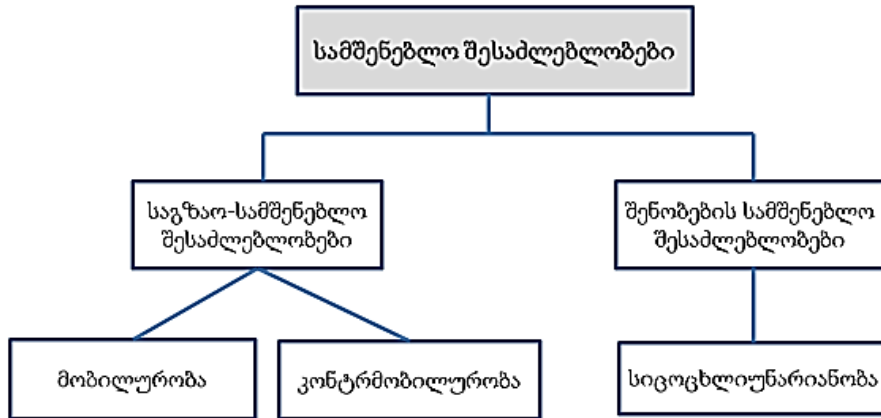 სამშენებლო შესაძლებლობები
საგზაო-სამშენებლო
შესაძლებლობები
შენობების სამშენებლო
შესაძლებლობები
მობილურობა
კონტრმობილურობა
სიცოცხლიუნარიანობა